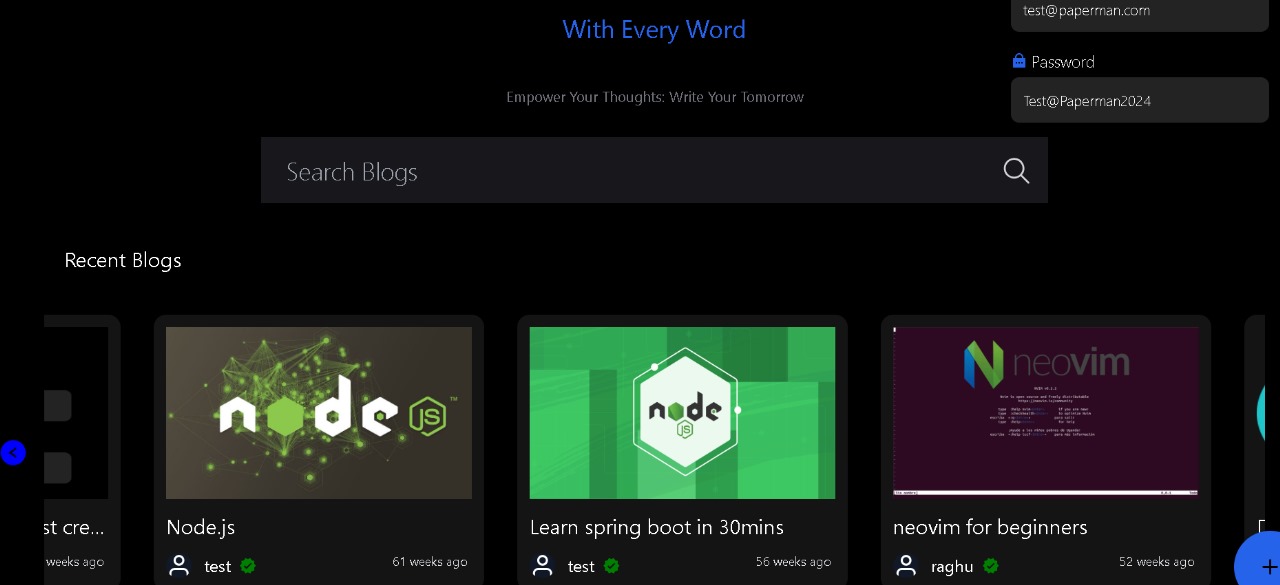 test@paperman.com
With Every Word
Password
Empower Your Thoughts: Write Your Tomorrow
Test@Paperman2024
Search Blogs
Recent Blogs
node JS ™
node JS
neovim
st cre...
Node.js
Learn spring boot in 30mins
neovim for beginners
weeks ago
test
61 weeks ago
test
56 weeks ago
raghu
52 weeks ago